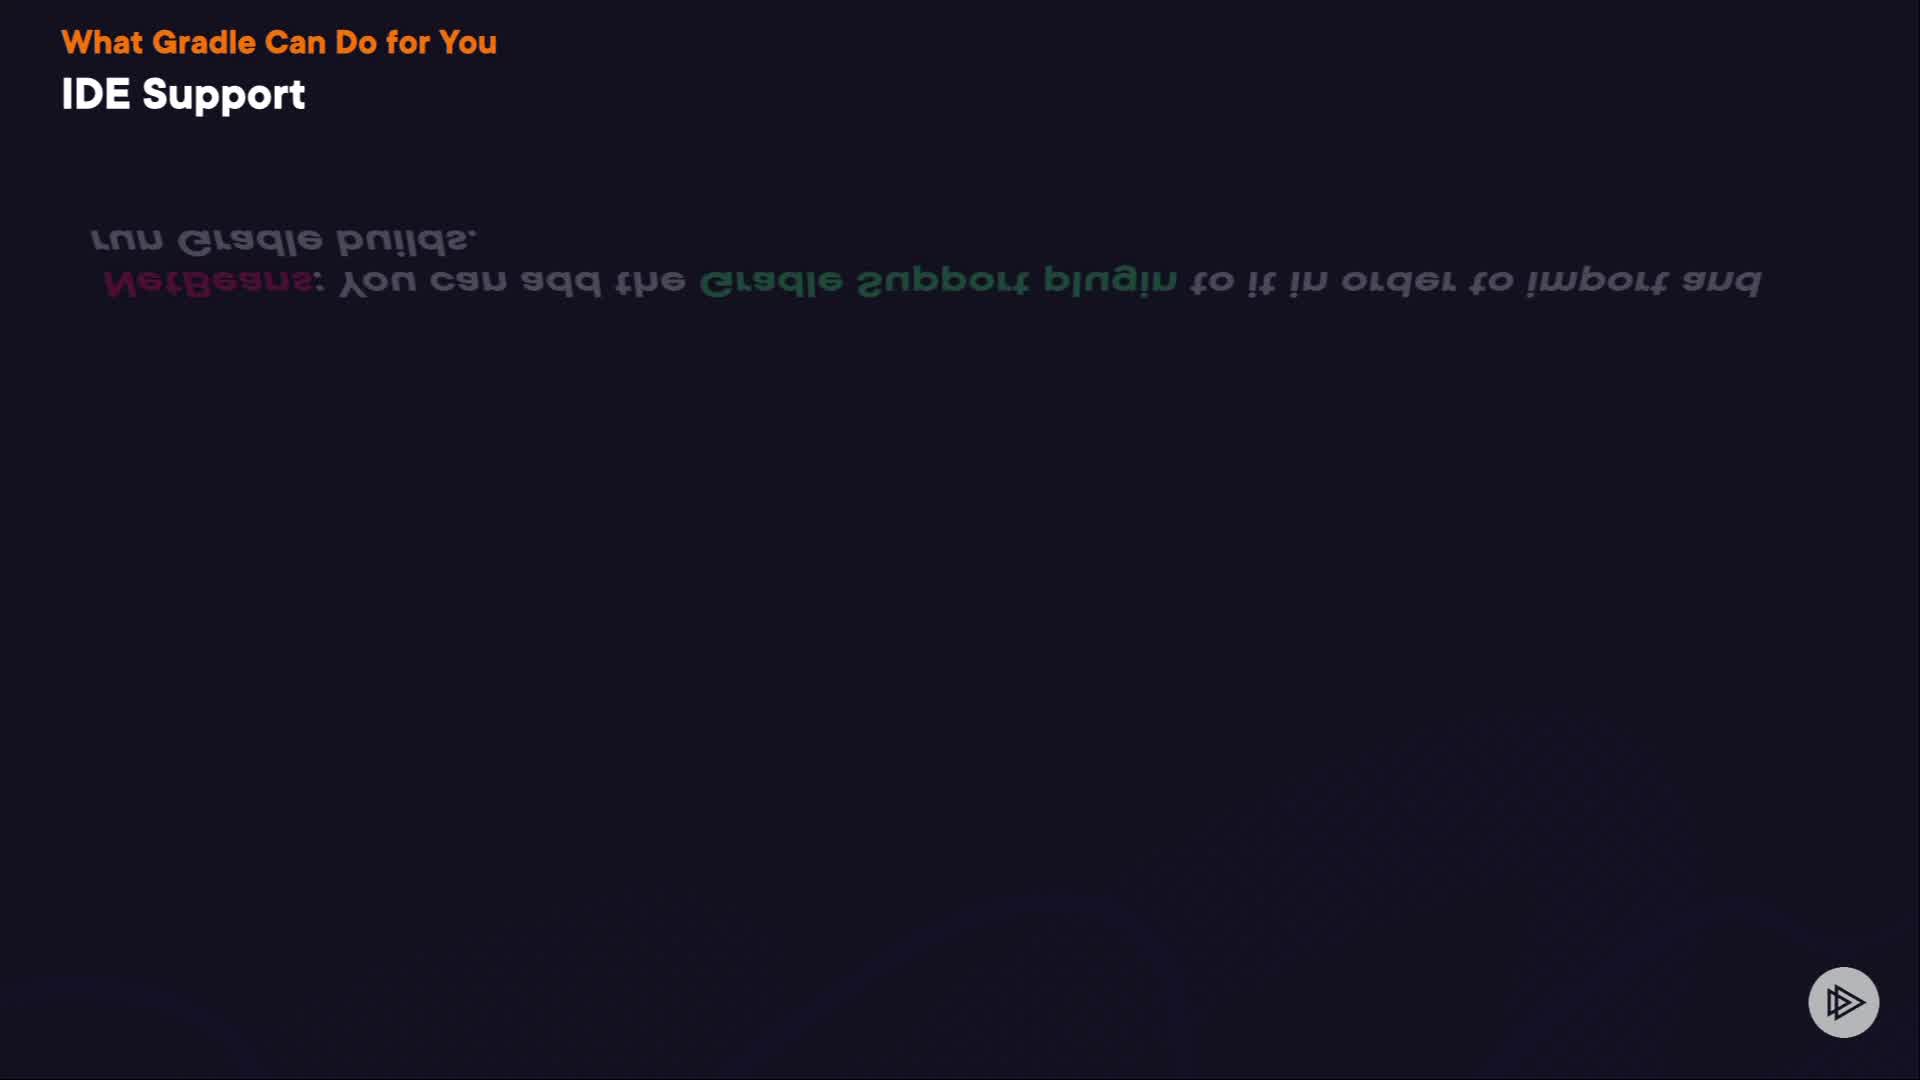 What Gradle Can Do for You
IDE Support
NetBeans: You can add the Gradle Support plugin to it in order to import and
run Gradle builds.